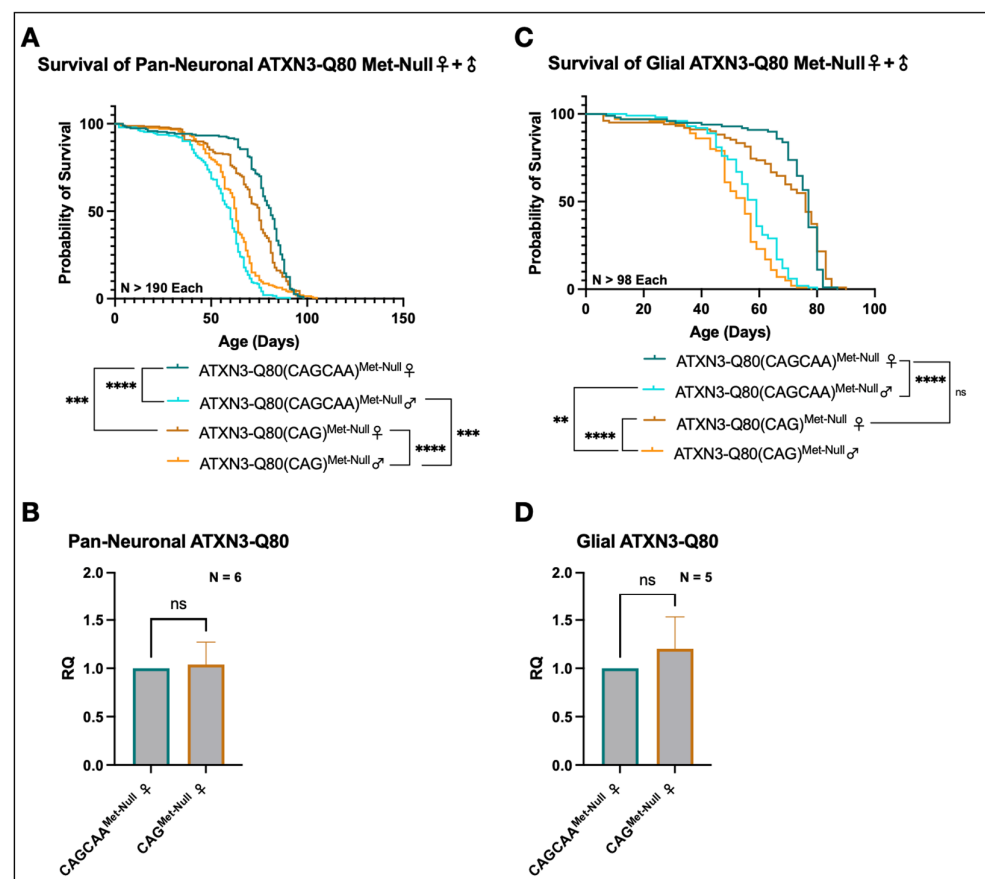 A
Survival of Pan-Neuronal ATXN3-Q80 Met-Null♀+♂
Probability of Survival
100
50
0
N > 190 Each
0 50 100 150
Age (Days)
ATXN3-Q80(CAGCAA)Met-Null ♀
ATXN3-Q80(CAGCAA)Met-Null ♂
ATXN3-Q80(CAG)Met-Null ♀
ATXN3-Q80(CAG)Met-Null ♂
***
****
****
***
C
Survival of Glial ATXN3-Q80 Met-Null♀+♂
Probability of Survival
100
50
0
N > 98 Each
0 20 40 60 80 100
Age (Days)
ATXN3-Q80(CAGCAA)Met-Null ♀
ATXN3-Q80(CAGCAA)Met-Null ♂
ATXN3-Q80(CAG)Met-Null ♀
ATXN3-Q80(CAG)Met-Null ♂
**
****
****
ns
B
Pan-Neuronal ATXN3-Q80
N = 6
ns
RQ
2.0
1.5
1.0
0.5
0.0
CAGCAAMet-Null ♀
CAGMet-Null ♀
D
Glial ATXN3-Q80
N = 5
ns
RQ
2.0
1.5
1.0
0.5
0.0
CAGCAAMet-Null ♀
CAGMet-Null ♀